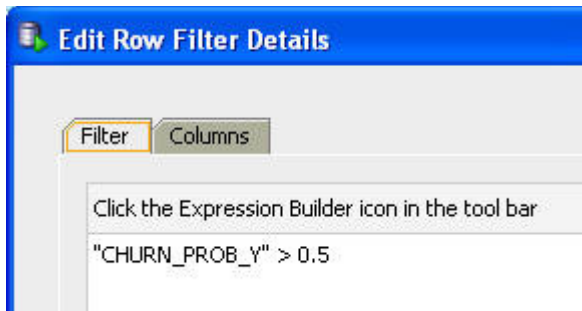 Edit Row Filter Details
Filter Columns
Click the Expression Builder icon in the tool bar
"CHURN_PROB_Y" > 0.5